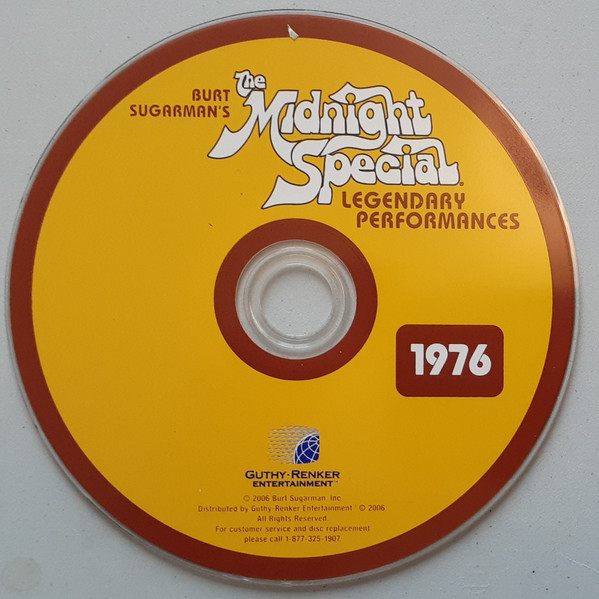 BURT
SUGARMAN'S
The
Midnight
Special®
LEGENDARY
PERFORMANCES
1976
GUTHY-RENKER
ENTERTAINMENT™
© 2006 Burt Sugarman, Inc.
Distributed by Guthy-Renker Entertainment. © 2006.
All Rights Reserved.
For customer service and disc replacement
please call 1-877-325-1907.